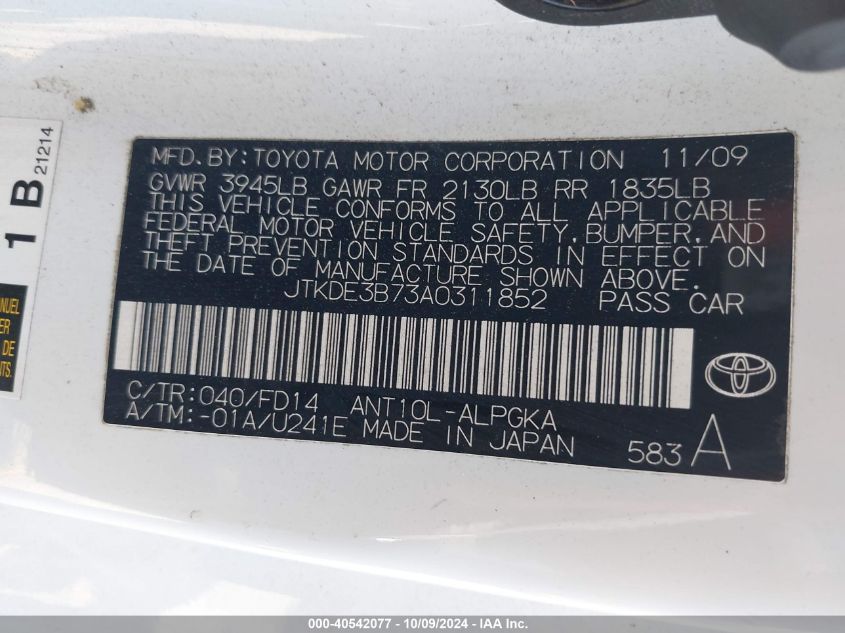 MFD. BY: TOYOTA MOTOR CORPORATION 11/09
GVWR 3945LB GAWR FR 2130LB RR 1835LB
THIS VEHICLE CONFORMS TO ALL APPLICABLE
FEDERAL MOTOR VEHICLE SAFETY, BUMPER, AND
THEFT PREVENTION STANDARDS IN EFFECT ON
THE DATE OF MANUFACTURE SHOWN ABOVE.
JTKDE3B73A0311852 PASS CAR
C/TR: 040/FD14 ANT10L-ALPGKA
A/TM: -01A/U241E MADE IN JAPAN 583 A
1 B
21214
DE
000-40542077 - 10/09/2024 - IAA Inc.